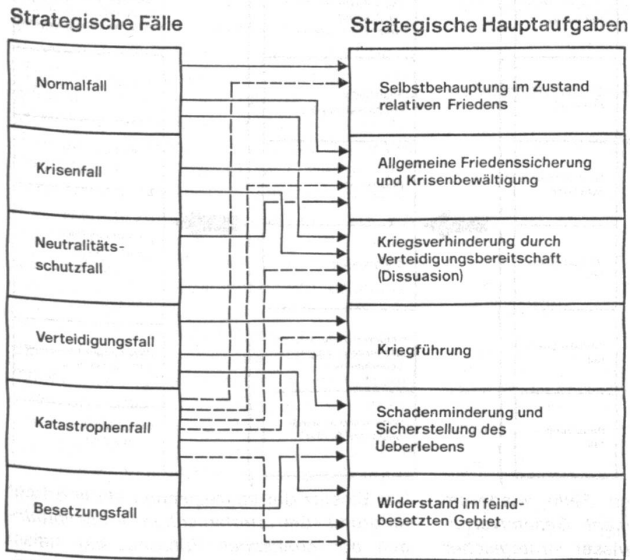 Strategische Fälle
Strategische Hauptaufgaben
Normalfall
Krisenfall
Neutralitäts-
schutzfall
Verteidigungsfall
Katastrophenfall
Besetzungsfall
Selbstbehauptung im Zustand
relativen Friedens
Allgemeine Friedenssicherung
und Krisenbewältigung
Kriegsverhinderung durch
Verteidigungsbereitschaft
(Dissuasion)
Kriegführung
Schadenminderung und
Sicherstellung des
Ueberlebens
Widerstand im feind-
besetzten Gebiet